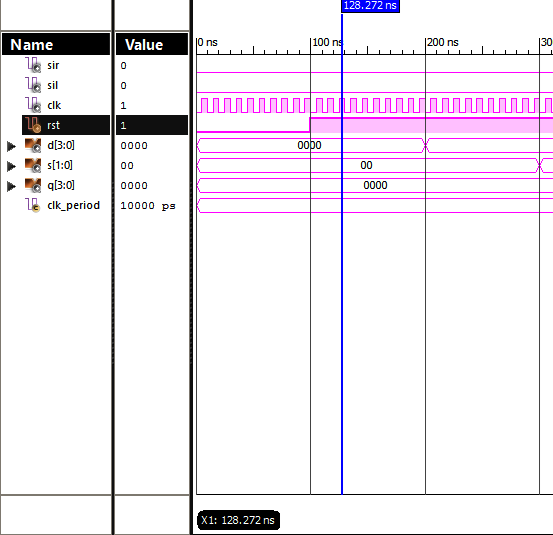 128.272 ns
Name Value
0 ns 100 ns 200 ns 300
sir 0
sil 0
clk 1
rst 1
d[3:0] 0000 0000
s[1:0] 00 00
q[3:0] 0000 0000
clk_period 10000 ps
X1: 128.272 ns